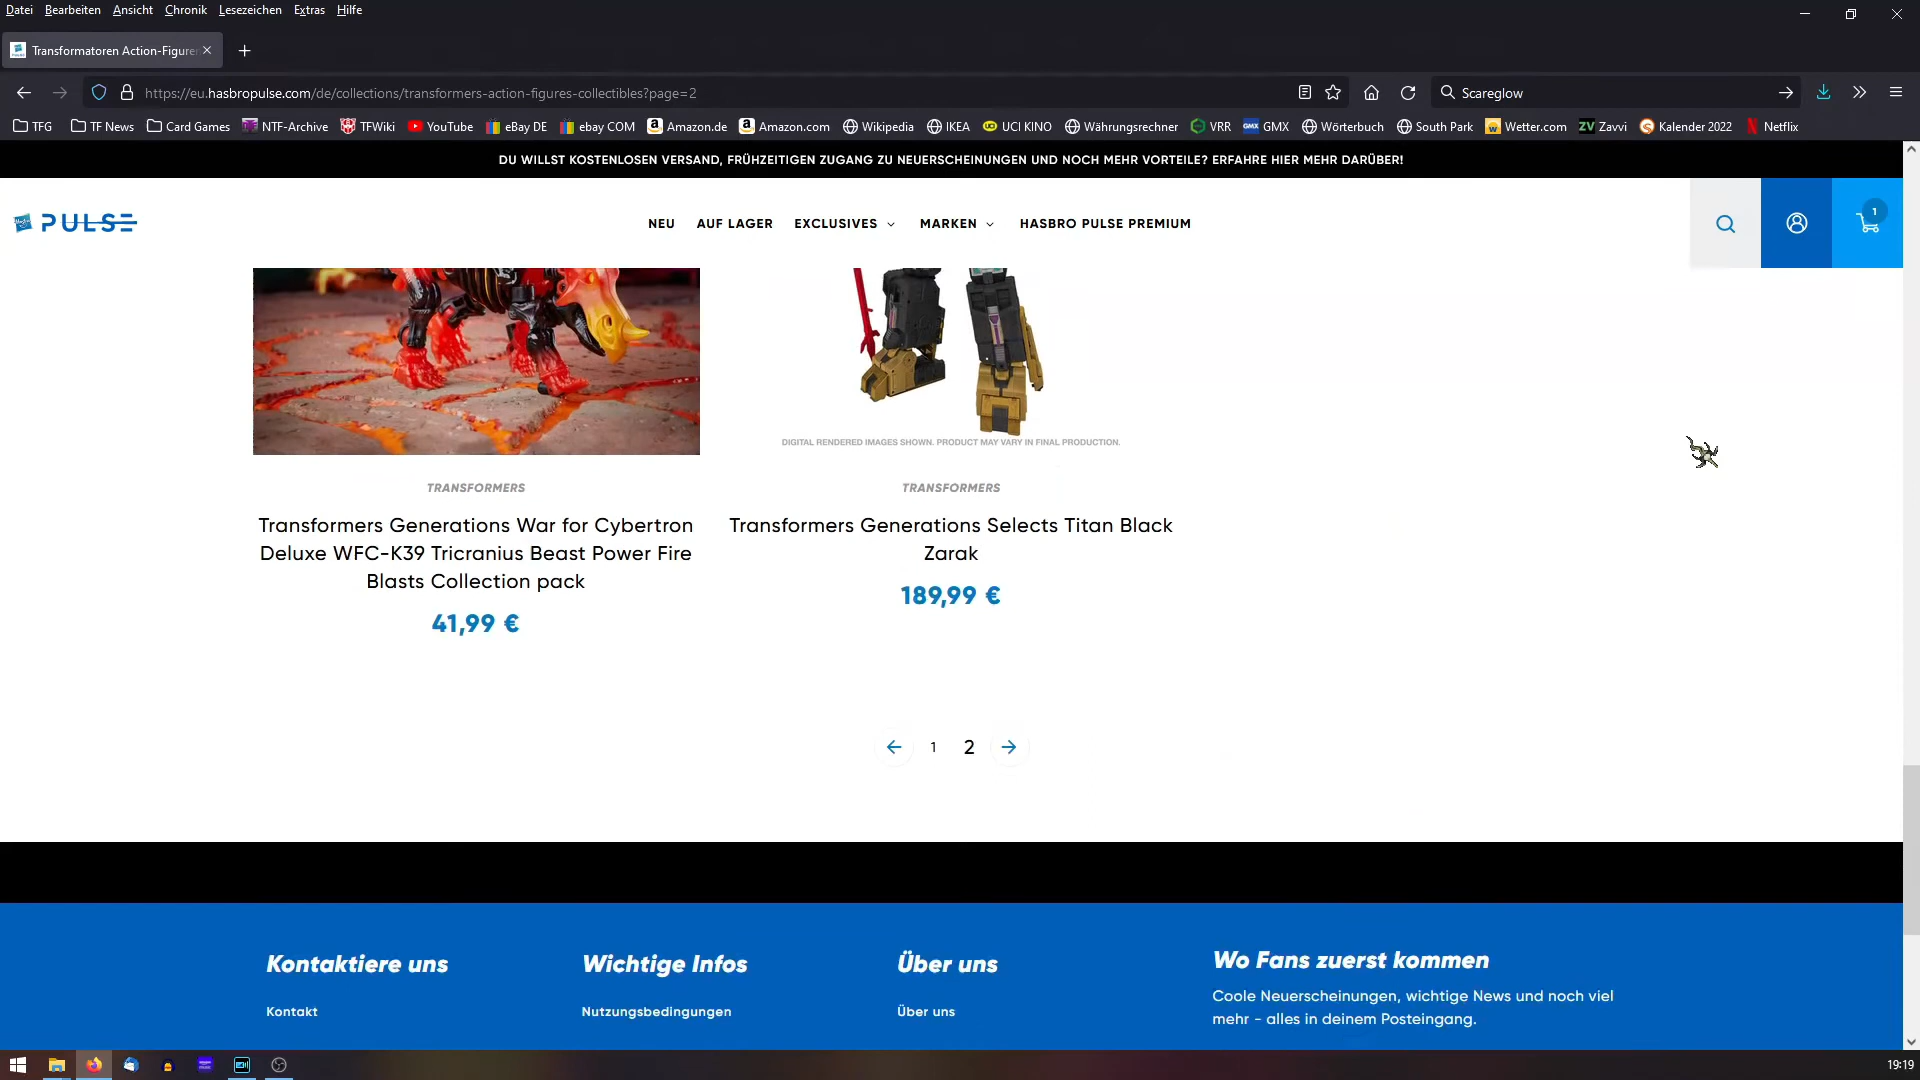 Datei Bearbeiten Ansicht Chronik Lesezeichen Extras Hilfe
Transformatoren Action-Figuren
https://eu.hasbropulse.com/de/collections/transformers-action-figures-collectibles?page=2
Scareglow
TFG TF News Card Games NTF-Archive TFWiki YouTube eBay DE ebay COM Amazon.de Amazon.com Wikipedia IKEA UCI KINO Währungsrechner VRR GMX Wörterbuch South Park Wetter.com Zavvi Kalender 2022 Netflix
DU WILLST KOSTENLOSEN VERSAND, FRÜHZEITIGEN ZUGANG ZU NEUERSCHEINUNGEN UND NOCH MEHR VORTEILE? ERFAHRE HIER MEHR DARÜBER!
PULSE
NEU AUF LAGER EXCLUSIVES MARKEN HASBRO PULSE PREMIUM
1
DIGITAL RENDERED IMAGES SHOWN. PRODUCT MAY VARY IN FINAL PRODUCTION.
TRANSFORMERS
Transformers Generations War for Cybertron
Deluxe WFC-K39 Tricranius Beast Power Fire
Blasts Collection pack
41,99 €
TRANSFORMERS
Transformers Generations Selects Titan Black
Zarak
189,99 €
1 2
Kontaktiere uns
Kontakt
Wichtige Infos
Nutzungsbedingungen
Über uns
Über uns
Wo Fans zuerst kommen
Coole Neuerscheinungen, wichtige News und noch viel
mehr - alles in deinem Posteingang.
19:19